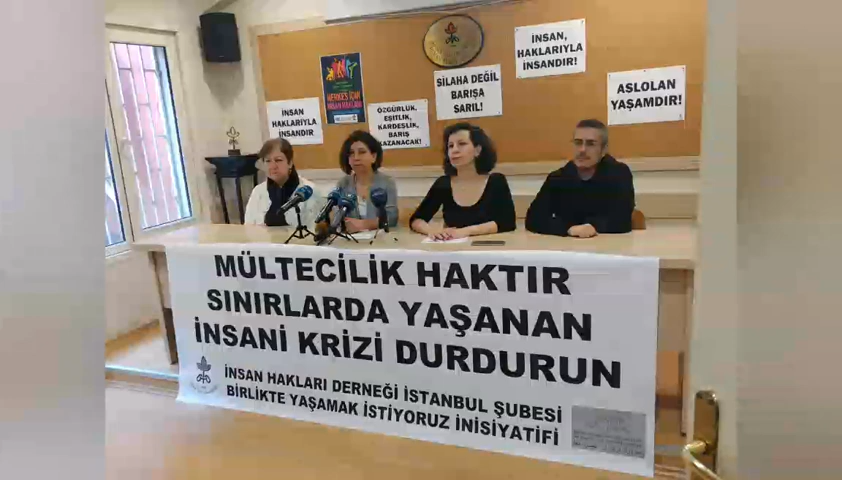 İNSAN,
HAKLARIYLA
İNSANDIR!
SİLAHA DEĞİL
BARIŞA
SARIL!
ASLOLAN
YAŞAMDIR!
HERKES İÇİN
İNSAN HAKLARI
İNSAN
HAKLARIYLA
İNSANDIR
ÖZGÜRLÜK,
EŞİTLİK,
KARDEŞLİK,
BARIŞ
KAZANACAK!
MÜLTECİLİK HAKTIR
SINIRLARDA YAŞANAN
İNSANİ KRİZİ DURDURUN
İNSAN HAKLARI DERNEĞİ İSTANBUL ŞUBESİ
BİRLİKTE YAŞAMAK İSTİYORUZ İNİSİYATİFİ